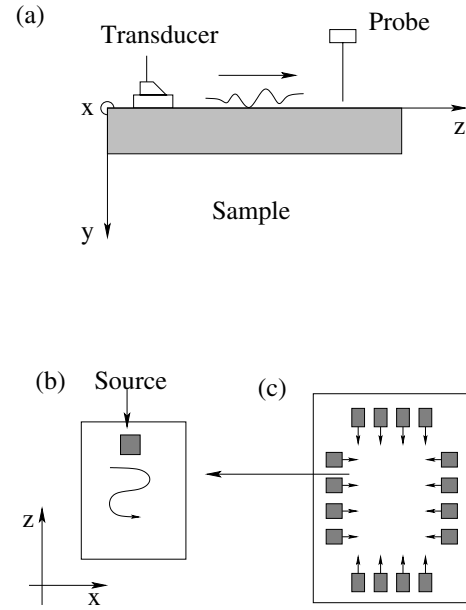 (a)
Transducer
Probe
x
z
y
Sample
(b) Source
(c)
z
x